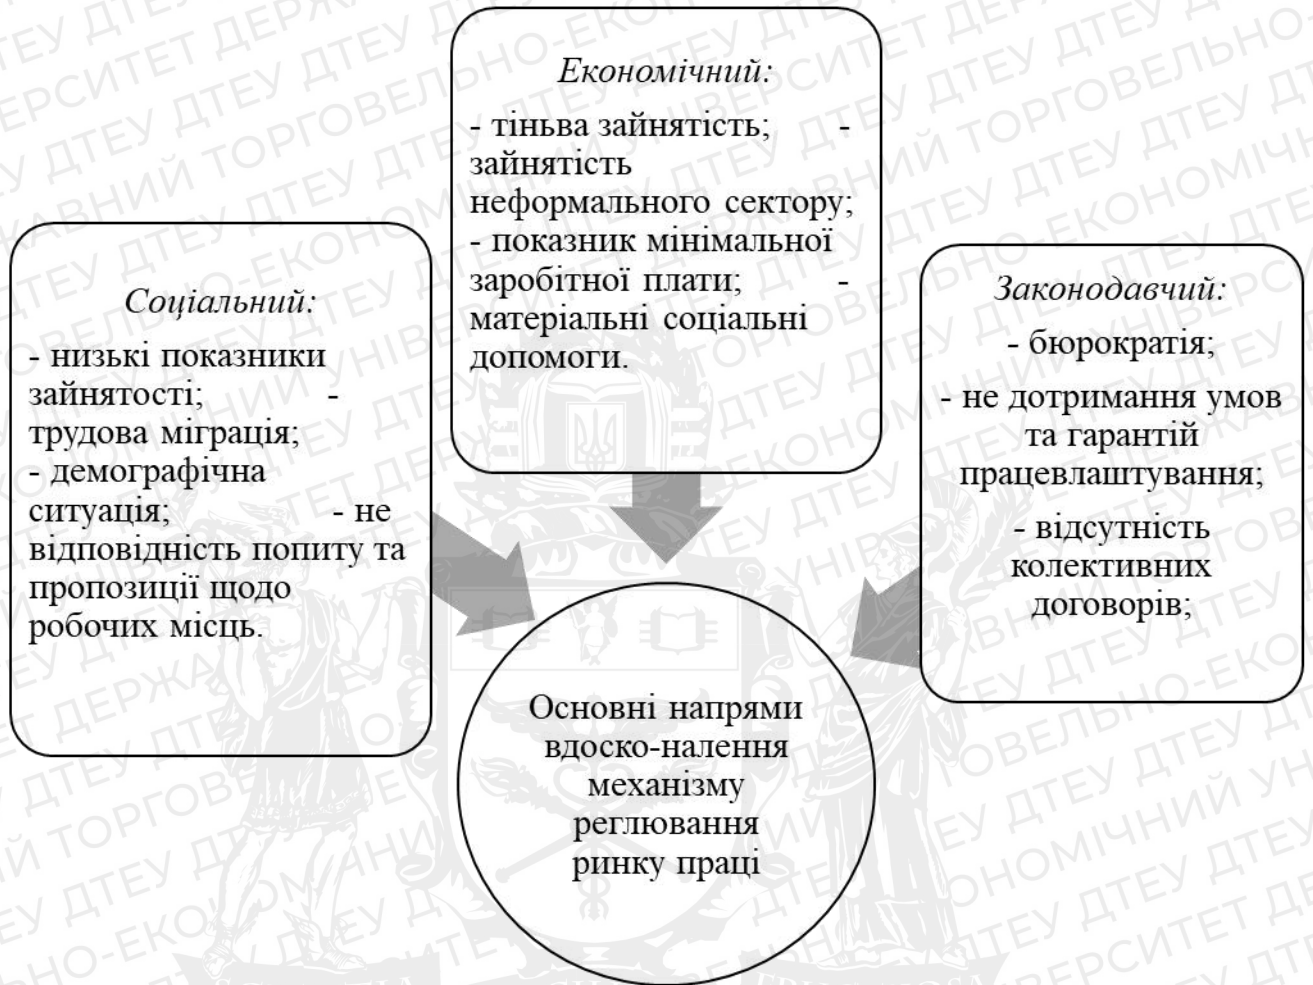 Економічний:
- тіньва зайнятість; -
зайнятість
неформального сектору;
- показник мінімальної
заробітної плати; -
матеріальні соціальні
допомоги.
Соціальний:
- низькі показники
зайнятості; -
трудова міграція;
- демографічна
ситуація; - не
відповідність попиту та
пропозиції щодо
робочих місць.
Законодавчий:
- бюрократія;
- не дотримання умов
та гарантій
працевлаштування;
- відсутність
колективних
договорів;
Основні напрями
вдоско-налення
механізму
реглювання
ринку праці